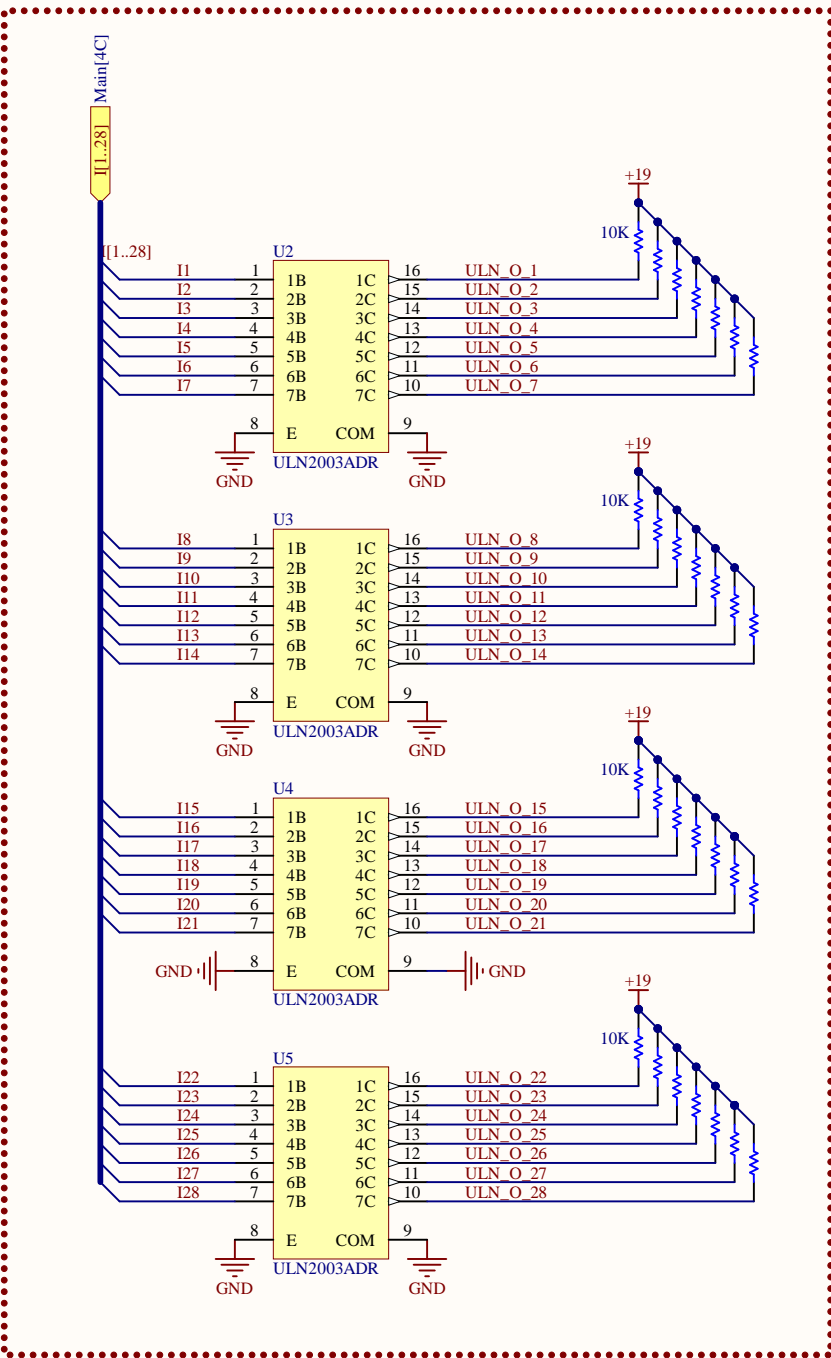 Main[4C]
I[1..28]
I[1..28]
+19
10K
U2
I1 1 1B 1C 16 ULN_O_1
I2 2 2B 2C 15 ULN_O_2
I3 3 3B 3C 14 ULN_O_3
I4 4 4B 4C 13 ULN_O_4
I5 5 5B 5C 12 ULN_O_5
I6 6 6B 6C 11 ULN_O_6
I7 7 7B 7C 10 ULN_O_7
8 E COM 9
ULN2003ADR
GND GND
+19
10K
U3
I8 1 1B 1C 16 ULN_O_8
I9 2 2B 2C 15 ULN_O_9
I10 3 3B 3C 14 ULN_O_10
I11 4 4B 4C 13 ULN_O_11
I12 5 5B 5C 12 ULN_O_12
I13 6 6B 6C 11 ULN_O_13
I14 7 7B 7C 10 ULN_O_14
8 E COM 9
ULN2003ADR
GND GND
+19
10K
U4
I15 1 1B 1C 16 ULN_O_15
I16 2 2B 2C 15 ULN_O_16
I17 3 3B 3C 14 ULN_O_17
I18 4 4B 4C 13 ULN_O_18
I19 5 5B 5C 12 ULN_O_19
I20 6 6B 6C 11 ULN_O_20
I21 7 7B 7C 10 ULN_O_21
GND 8 E COM 9 GND
ULN2003ADR
+19
10K
U5
I22 1 1B 1C 16 ULN_O_22
I23 2 2B 2C 15 ULN_O_23
I24 3 3B 3C 14 ULN_O_24
I25 4 4B 4C 13 ULN_O_25
I26 5 5B 5C 12 ULN_O_26
I27 6 6B 6C 11 ULN_O_27
I28 7 7B 7C 10 ULN_O_28
8 E COM 9
ULN2003ADR
GND GND